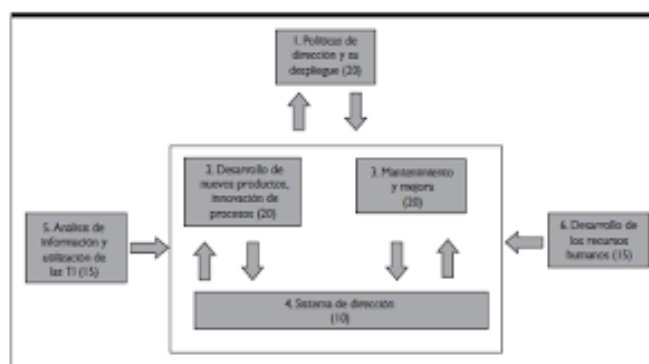 1. Políticas de
dirección y su
despliegue (20)
2. Desarrollo de
nuevos productos,
innovación de
procesos (20)
3. Mantenimiento
y mejora
(20)
5. Análisis de
información y
utilización de
las TI (15)
6. Desarrollo de
los recursos
humanos (15)
4. Sistema de dirección
(10)